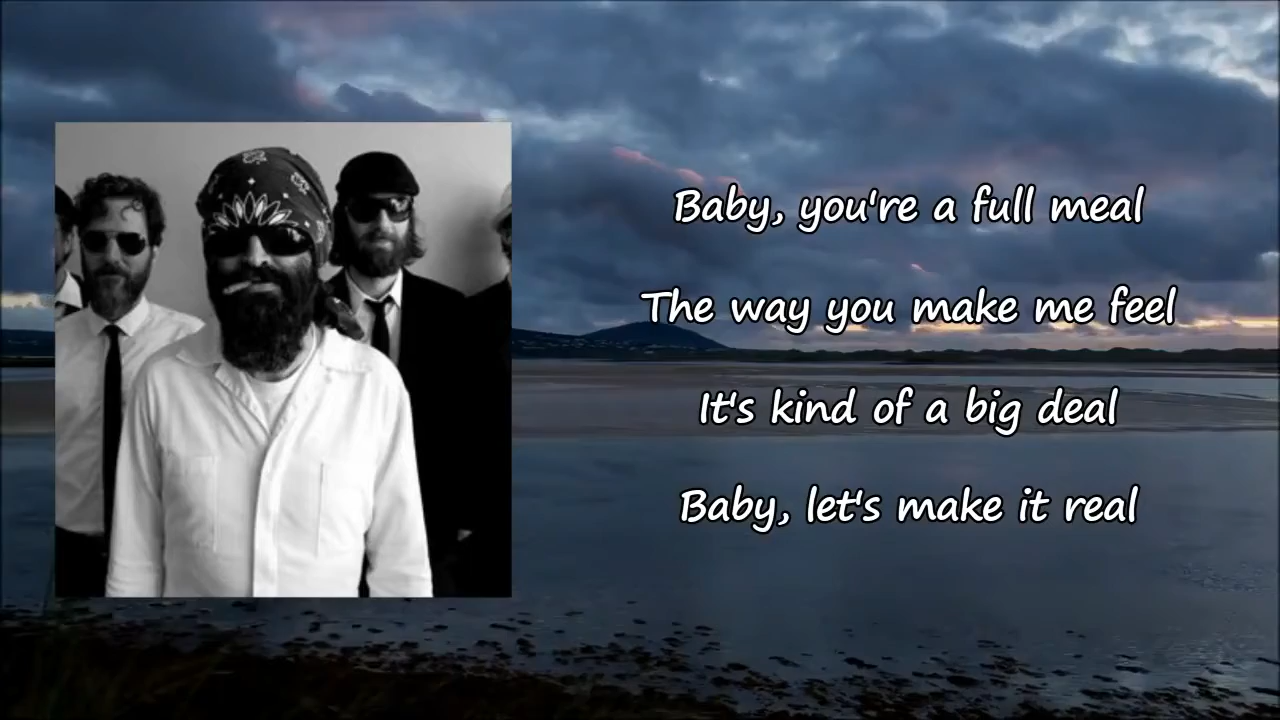 Baby, you're a full meal
The way you make me feel
It's kind of a big deal
Baby, let's make it real